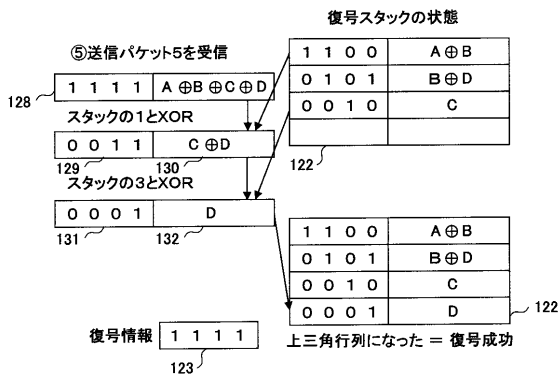 復号スタックの状態
⑤送信パケット5を受信
1 1 1 1 A⊕B⊕C⊕D
128
スタックの1とXOR
0 0 1 1 C⊕D
129 130
スタックの3とXOR
0 0 0 1 D
131 132
1 1 0 0 A⊕B
0 1 0 1 B⊕D
0 0 1 0 C
122
1 1 0 0 A⊕B
0 1 0 1 B⊕D
0 0 1 0 C
0 0 0 1 D
122
上三角行列になった = 復号成功
復号情報 1 1 1 1
123